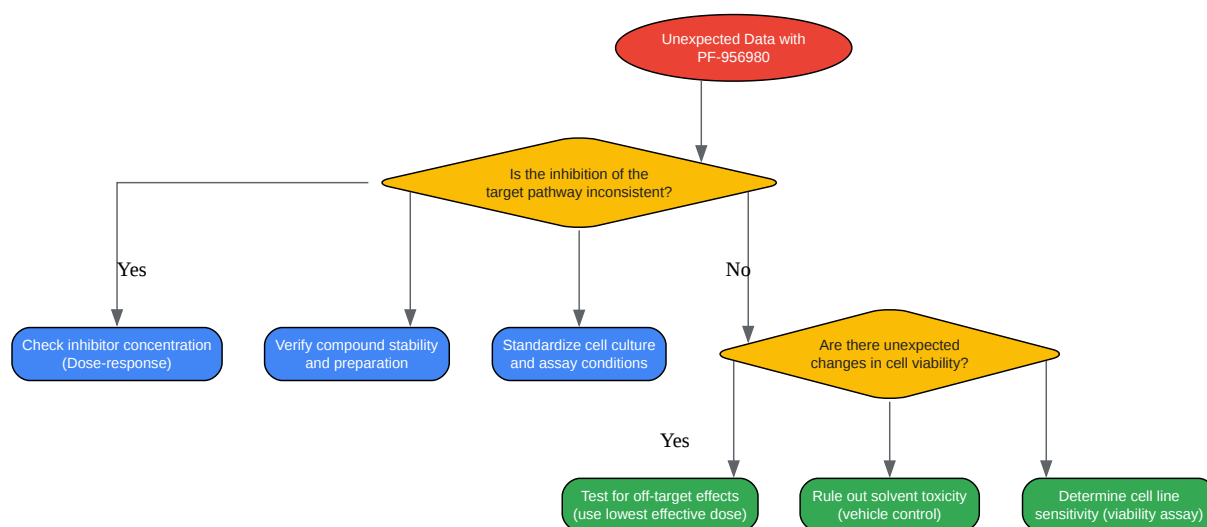 Unexpected Data with
PF-956980
Is the inhibition of the
target pathway inconsistent?
Yes
No
Check inhibitor concentration
(Dose-response)
Verify compound stability
and preparation
Standardize cell culture
and assay conditions
Are there unexpected
changes in cell viability?
Yes
Test for off-target effects
(use lowest effective dose)
Rule out solvent toxicity
(vehicle control)
Determine cell line
sensitivity (viability assay)